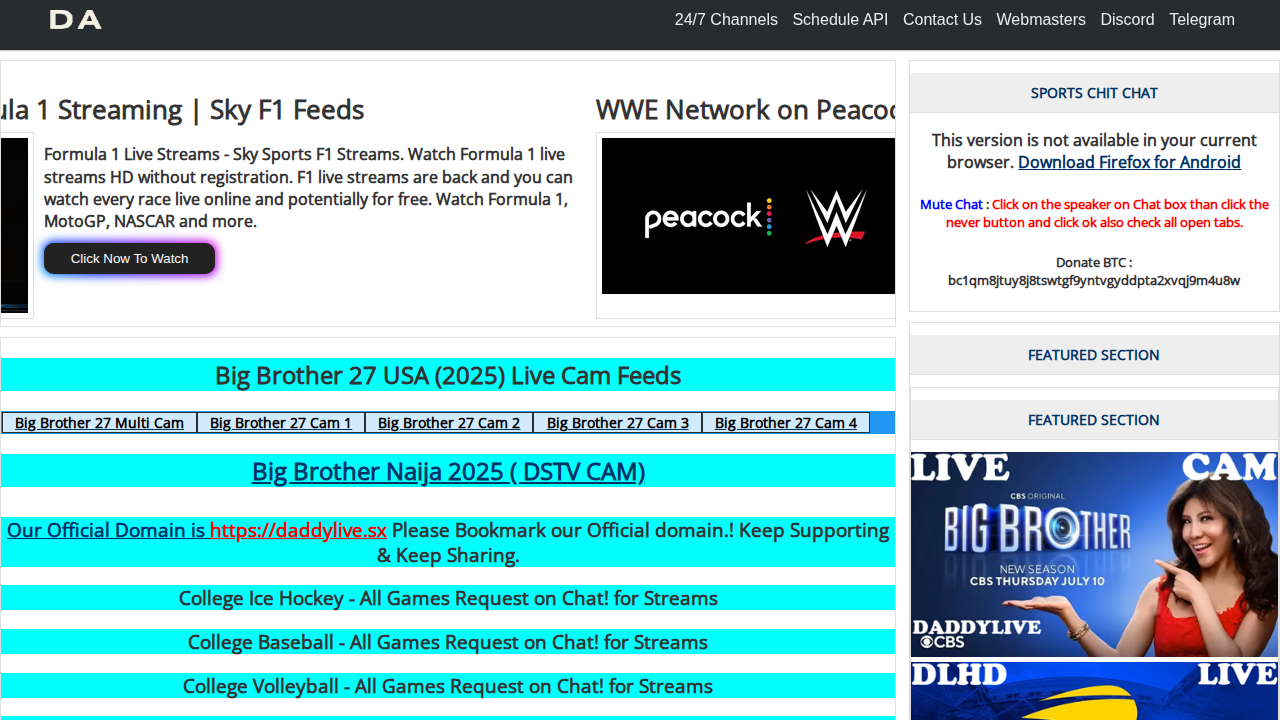 DA
24/7 Channels Schedule API Contact Us Webmasters Discord Telegram
ula 1 Streaming | Sky F1 Feeds
Formula 1 Live Streams - Sky Sports F1 Streams. Watch Formula 1 live
streams HD without registration. F1 live streams are back and you can
watch every race live online and potentially for free. Watch Formula 1,
MotoGP, NASCAR and more.
Click Now To Watch
WWE Network on Peacoc
peacock W
Big Brother 27 USA (2025) Live Cam Feeds
Big Brother 27 Multi Cam Big Brother 27 Cam 1 Big Brother 27 Cam 2 Big Brother 27 Cam 3 Big Brother 27 Cam 4
Big Brother Naija 2025 ( DSTV CAM)
Our Official Domain is https://daddylive.sx Please Bookmark our Official domain.! Keep Supporting
& Keep Sharing.
College Ice Hockey - All Games Request on Chat! for Streams
College Baseball - All Games Request on Chat! for Streams
College Volleyball - All Games Request on Chat! for Streams
SPORTS CHIT CHAT
This version is not available in your current
browser. Download Firefox for Android
Mute Chat : Click on the speaker on Chat box than click the
never button and click ok also check all open tabs.
Donate BTC :
bc1qm8jtuy8j8tswtgf9yntvgyddpta2xvqj9m4u8w
FEATURED SECTION
FEATURED SECTION
LIVE CAM
CBS ORIGINAL
BIG BROTHER
NEW SEASON
CBS THURSDAY JULY 10
DADDYLIVE
CBS
DLHD LIVE